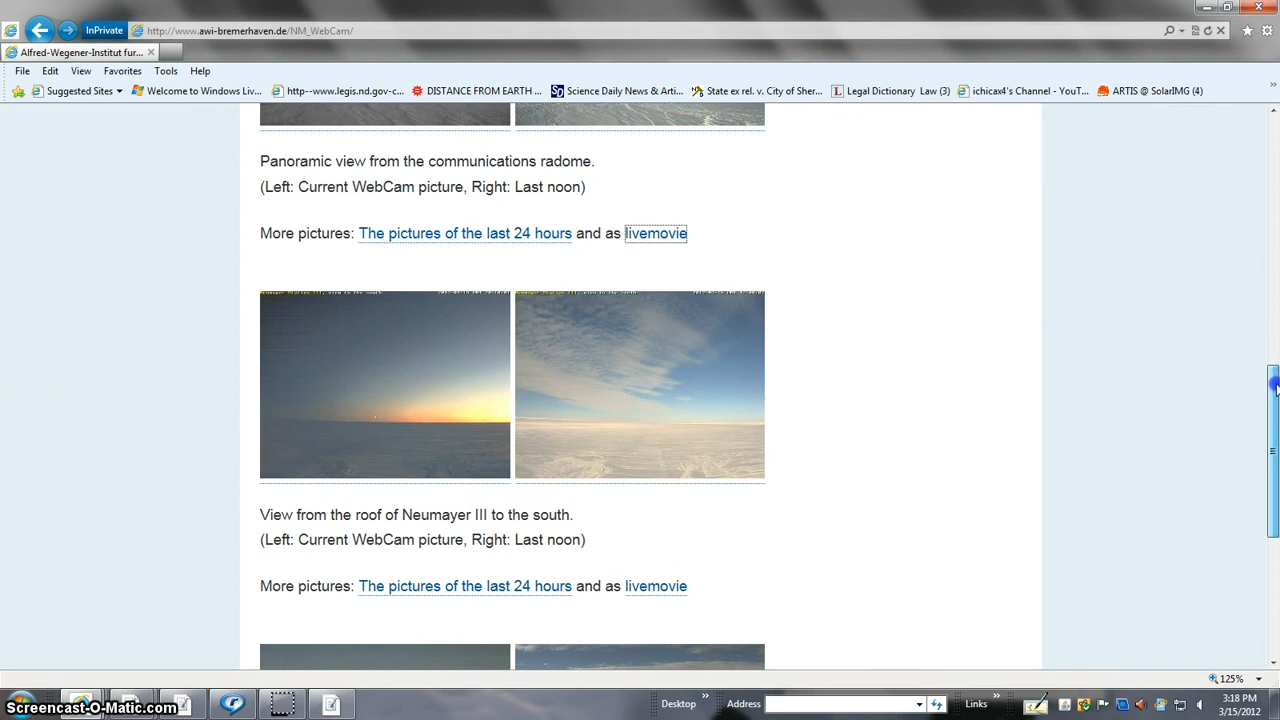 InPrivate
http://www.awi-bremerhaven.de/NM_WebCam/
Alfred-Wegener-Institut fur...
File Edit View Favorites Tools Help
Suggested Sites Welcome to Windows Liv... http--www.legis.nd.gov-c... DISTANCE FROM EARTH ... Science Daily News & Artic... State ex rel. v. City of Sher... Legal Dictionary Law (3) ichicax4's Channel - YouT... ARTIS @ SolarIMG (4)
Panoramic view from the communications radome.
(Left: Current WebCam picture, Right: Last noon)
More pictures: The pictures of the last 24 hours and as livemovie
View from the roof of Neumayer III to the south.
(Left: Current WebCam picture, Right: Last noon)
More pictures: The pictures of the last 24 hours and as livemovie
125%
Desktop Address Links
3:18 PM
3/15/2012
Screencast-O-Matic.com